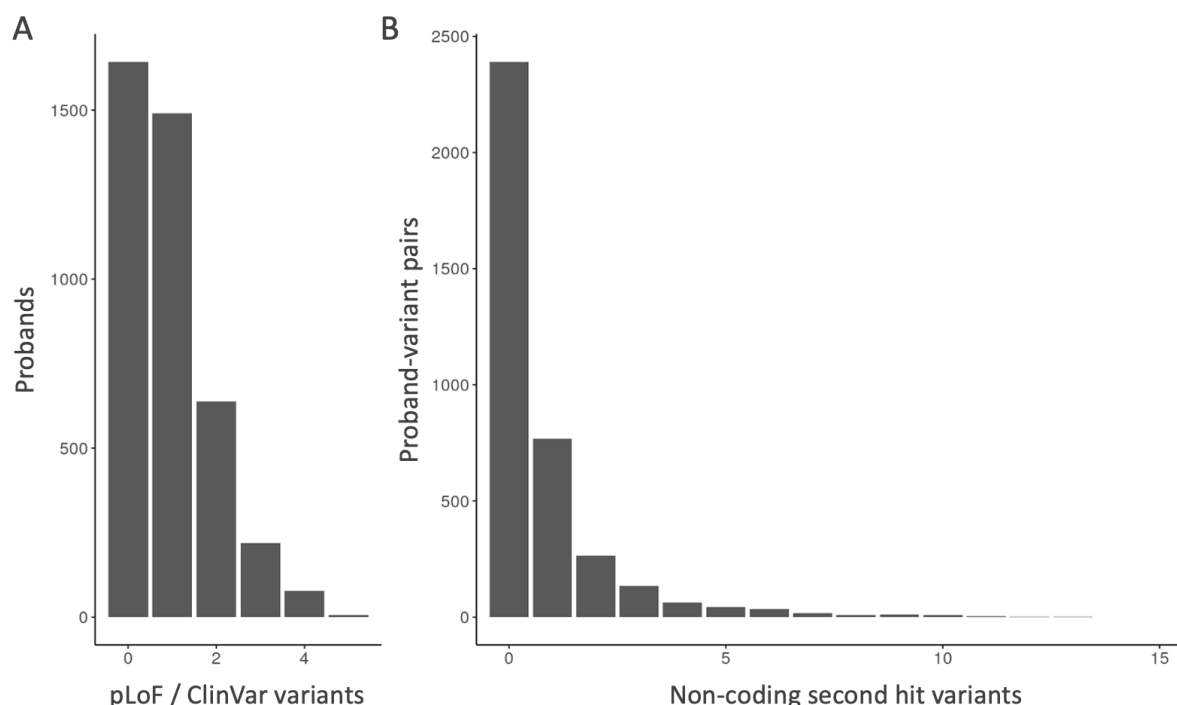 A
Probands
1500
1000
500
0
0 2 4
pLoF / ClinVar variants
B
Proband-variant pairs
2500
2000
1500
1000
500
0
0 5 10 15
Non-coding second hit variants